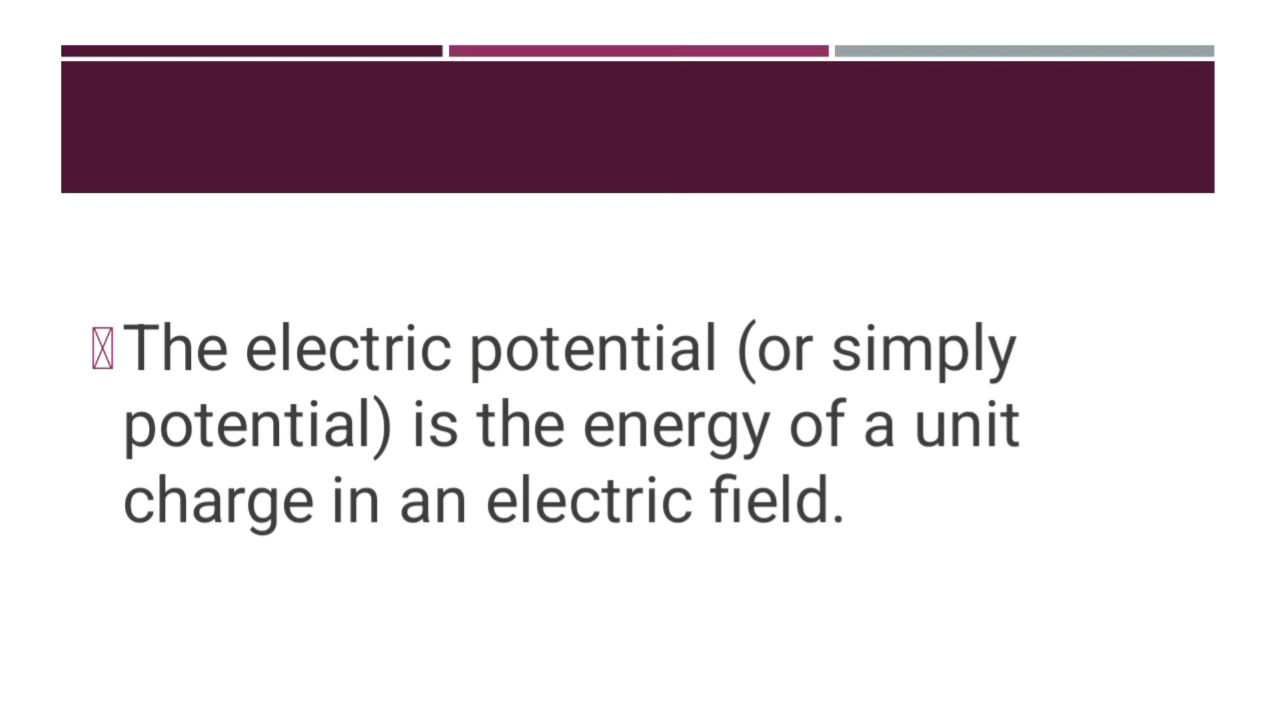 The electric potential (or simply
potential) is the energy of a unit
charge in an electric field.